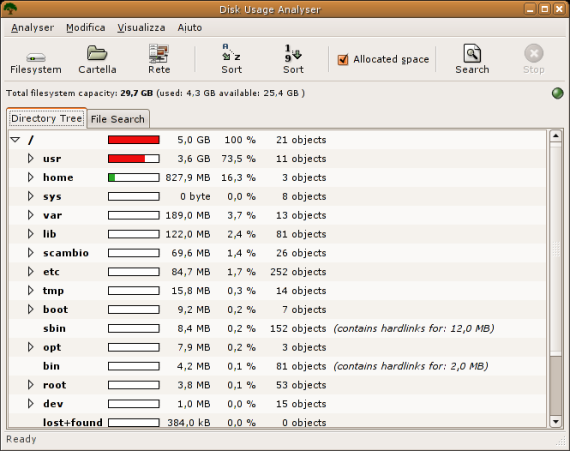 Disk Usage Analyser
Analyser Modifica Visualizza Ajuto
Filesystem Cartella Rete Sort Sort Allocated space Search Stop
Total filesystem capacity: 29,7 GB (used: 4,3 GB available: 25,4 GB )
Directory Tree File Search
/ 5,0 GB 100 % 21 objects
usr 3,6 GB 73,5 % 11 objects
home 827,9 MB 16,3 % 3 objects
sys 0 byte 0,0 % 8 objects
var 189,0 MB 3,7 % 13 objects
lib 122,0 MB 2,4 % 81 objects
scambio 69,6 MB 1,4 % 26 objects
etc 84,7 MB 1,7 % 252 objects
tmp 15,8 MB 0,3 % 14 objects
boot 9,2 MB 0,2 % 7 objects
sbin 8,4 MB 0,2 % 152 objects (contains hardlinks for: 12,0 MB)
opt 7,9 MB 0,2 % 3 objects
bin 4,2 MB 0,1 % 81 objects (contains hardlinks for: 2,0 MB)
root 3,8 MB 0,1 % 53 objects
dev 1,0 MB 0,0 % 15 objects
lost+found 384,0 kB 0,0 % 0 objects
Ready